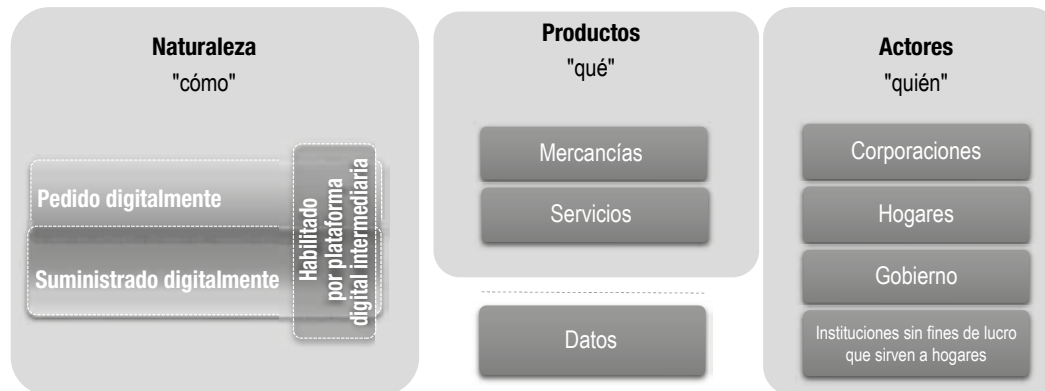 Naturaleza
"cómo"
Pedido digitalmente
Suministrado digitalmente
Habilitado
por plataforma
digital intermediaria
Productos
"qué"
Mercancías
Servicios
Datos
Actores
"quién"
Corporaciones
Hogares
Gobierno
Instituciones sin fines de lucro
que sirven a hogares